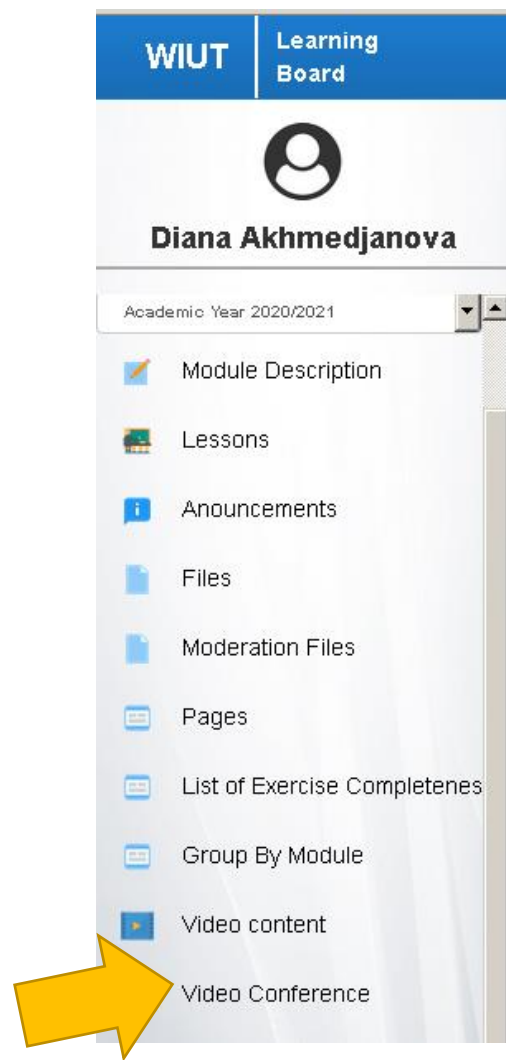 WIUT
Learning
Board
Diana Akhmedjanova
Academic Year 2020/2021
Module Description
Lessons
Anouncements
Files
Moderation Files
Pages
List of Exercise Completenes
Group By Module
Video content
Video Conference